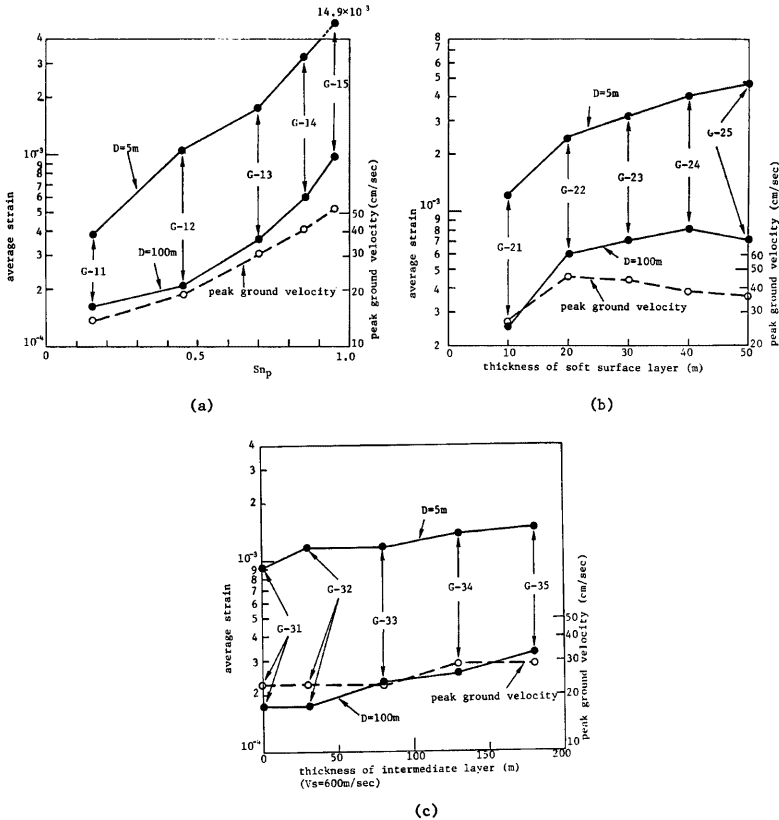 14.9×10³
4
3
2
10⁻³
9
8
7
6
5
4
3
2
10⁻⁴
average strain
D=5m
D=100m
G-11
G-12
G-13
G-14
G-15
peak ground velocity
50
40
30
20
10
peak ground velocity (cm/sec)
0
0.5
1.0
Snp
(a)
8
7
6
5
4
3
2
10⁻³
9
8
7
6
5
4
3
2
average strain
D=5m
D=100m
G-21
G-22
G-23
G-24
G-25
peak ground velocity
60
50
40
30
20
peak ground velocity (cm/sec)
0
10
20
30
40
50
thickness of soft surface layer (m)
(b)
4
3
2
10⁻³
9
8
7
6
5
4
3
2
10⁻⁴
average strain
D=5m
D=100m
G-31
G-32
G-33
G-34
G-35
peak ground velocity
50
40
30
20
10
peak ground velocity (cm/sec)
0
50
100
150
200
thickness of intermediate layer (m)
(Vs=600m/sec)
(c)